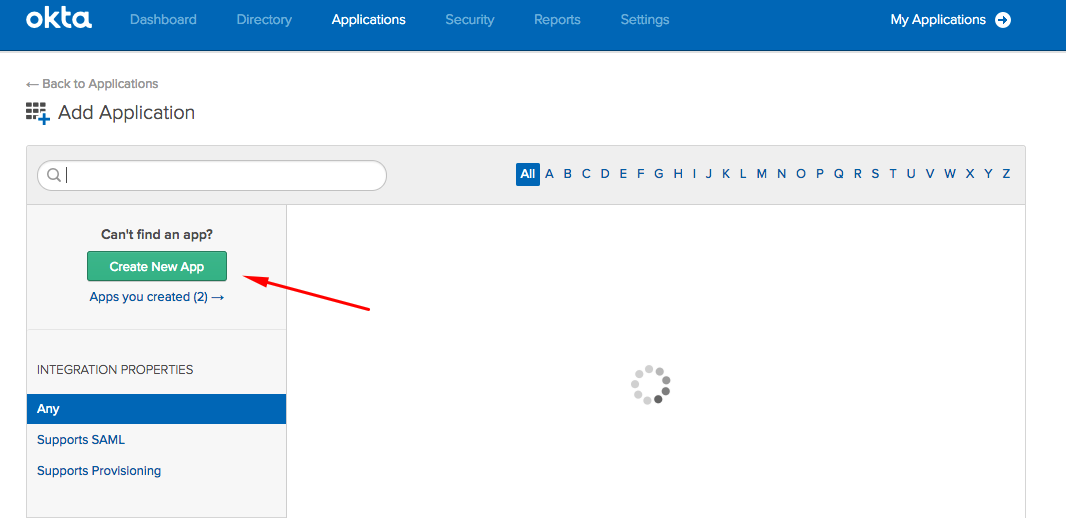 okta Dashboard Directory Applications Security Reports Settings My Applications
← Back to Applications
Add Application
All A B C D E F G H I J K L M N O P Q R S T U V W X Y Z
Can't find an app?
Create New App
Apps you created (2) →
INTEGRATION PROPERTIES
Any
Supports SAML
Supports Provisioning